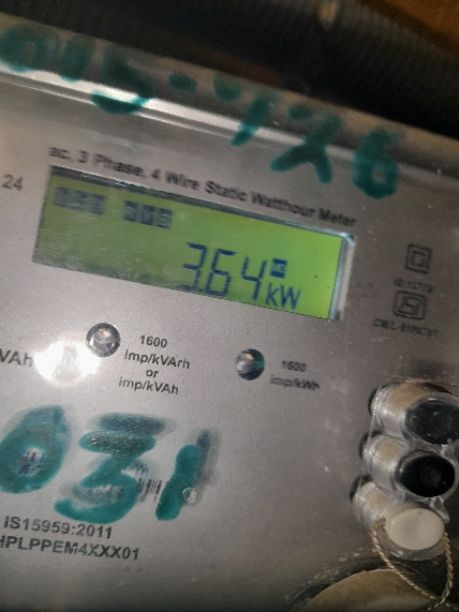 015-726
24
ac, 3 Phase, 4 Wire Static Watthour Meter
3.64 kW
1600
imp/kVArh
or
imp/kVAh
VAh
1600
imp/kWh
031
IS15959:2011
HPLPPEM4XXX01